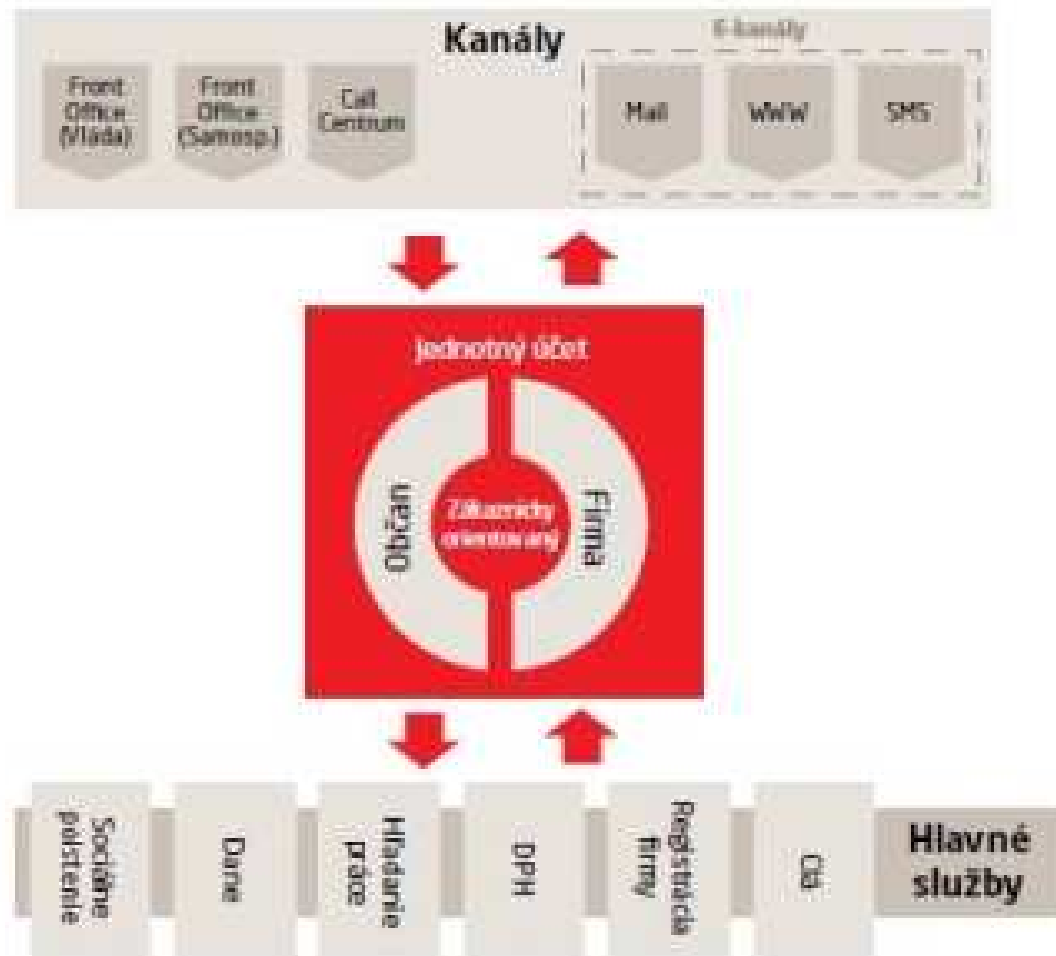 Kanály
E-kanály
Front
Office
(Vláda)
Front
Office
(Samosp.)
Call
Centrum
Mail
WWW
SMS
Jednotný účet
Občan
Zákaznícky
orientovaný
Firma
Sociálne
poistenie
Dane
Hľadanie
práce
DPH
Registrácia
firmy
Clá
Hlavné
služby